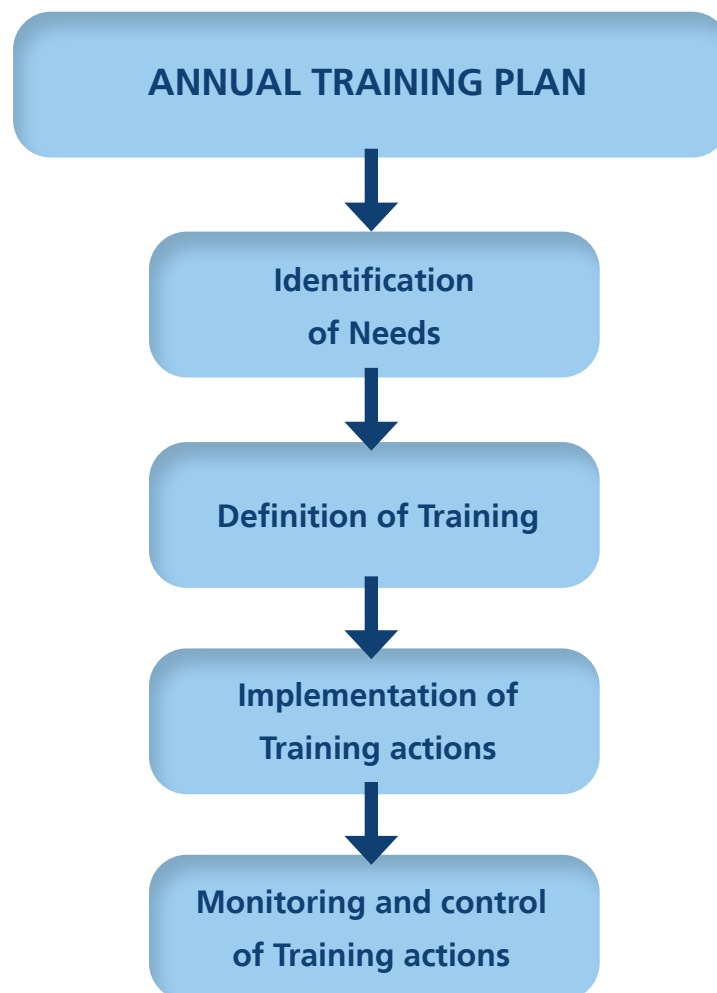 ANNUAL TRAINING PLAN
Identification
of Needs
Definition of Training
Implementation of
Training actions
Monitoring and control
of Training actions